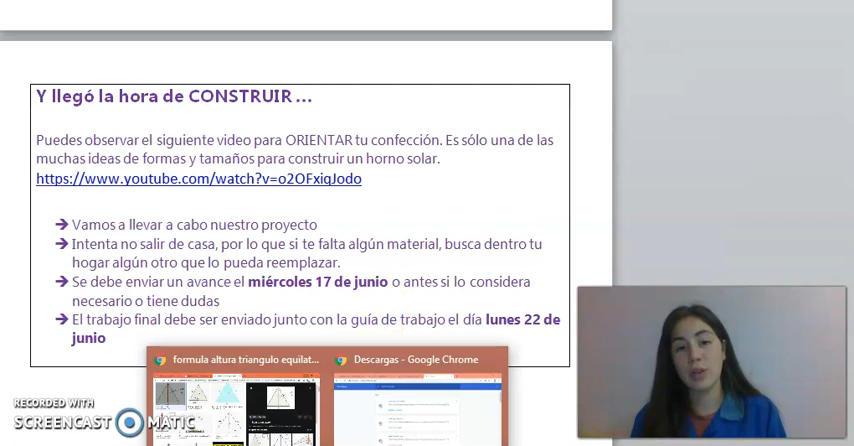 Y llegó la hora de CONSTRUIR ...
Puedes observar el siguiente video para ORIENTAR tu confección. Es sólo una de las
muchas ideas de formas y tamaños para construir un horno solar.
https://www.youtube.com/watch?v=o2OFxiqJodo
➔ Vamos a llevar a cabo nuestro proyecto
➔ Intenta no salir de casa, por lo que si te falta algún material, busca dentro tu
hogar algún otro que lo pueda reemplazar.
➔ Se debe enviar un avance el miércoles 17 de junio o antes si lo considera
necesario o tiene dudas
➔ El trabajo final debe ser enviado junto con la guía de trabajo el día lunes 22 de
junio
formula altura triangulo equilat...
Descargas - Google Chrome
RECORDED WITH
SCREENCAST MATIC